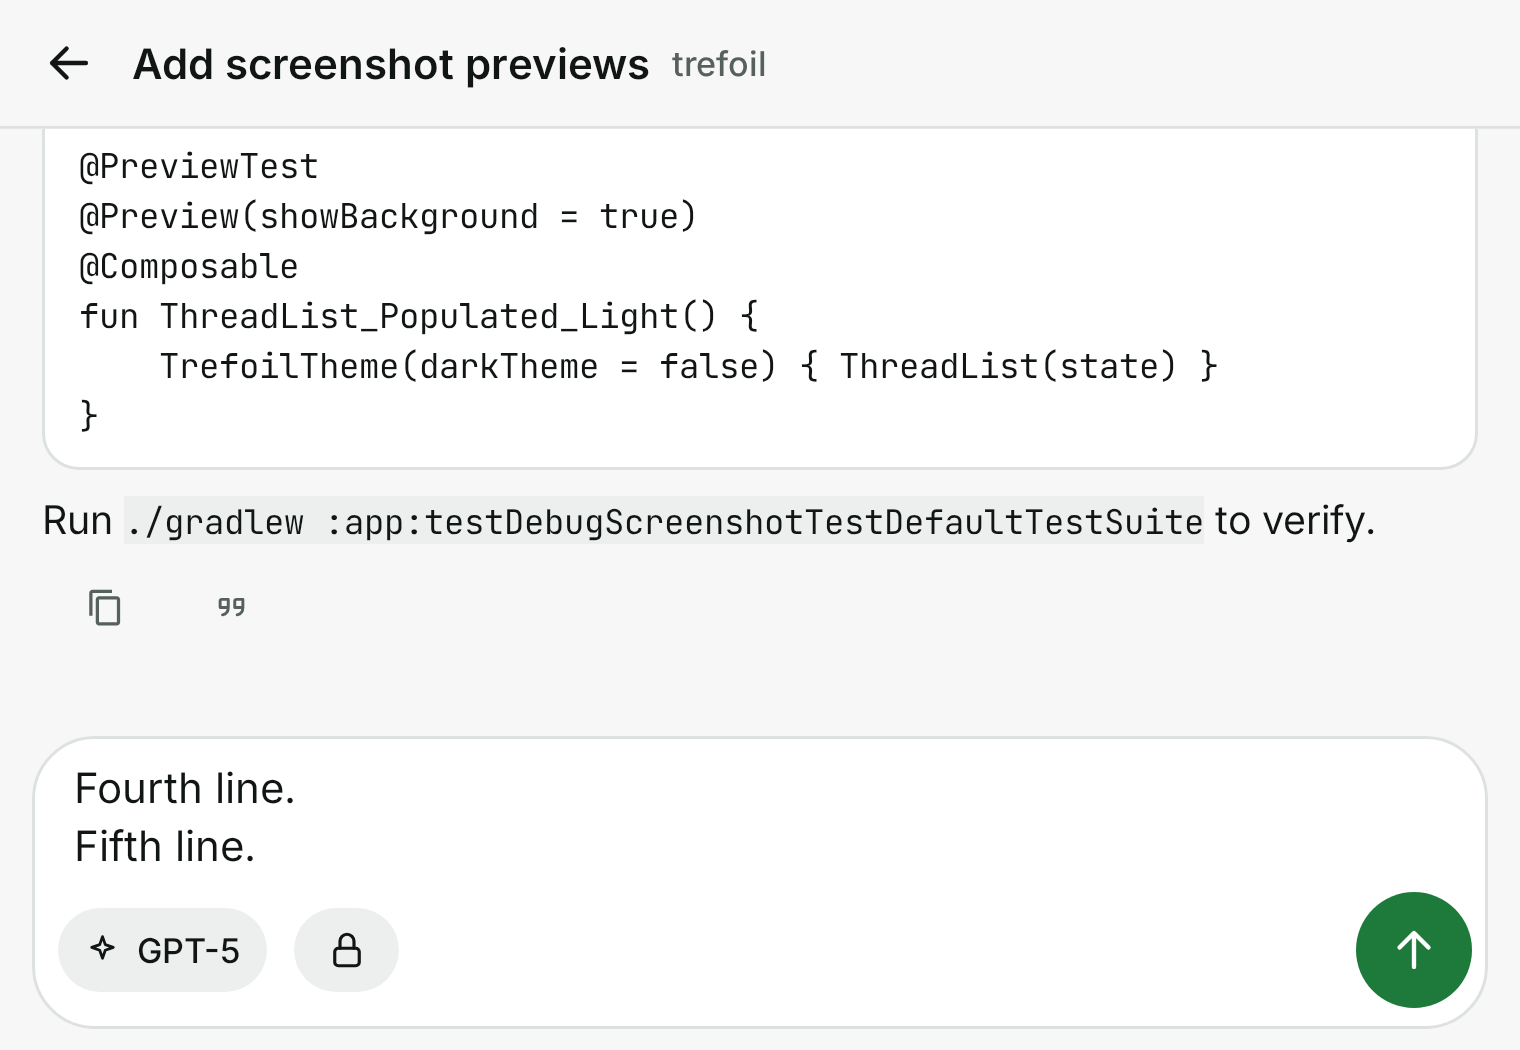 Add screenshot previews trefoil
@PreviewTest
@Preview(showBackground = true)
@Composable
fun ThreadList_Populated_Light() {
    TrefoilTheme(darkTheme = false) { ThreadList(state) }
}
Run ./gradlew :app:testDebugScreenshotTestDefaultTestSuite to verify.
Fourth line.
Fifth line.
GPT-5